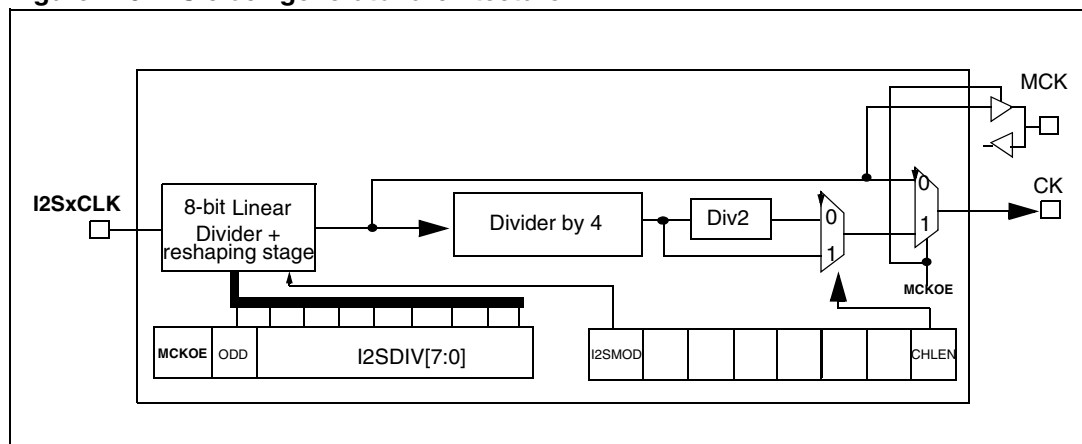 MCK
I2SxCLK
8-bit Linear
Divider +
reshaping stage
Divider by 4
Div2
0
1
0
1
CK
MCKOE
MCKOE
ODD
I2SDIV[7:0]
I2SMOD
CHLEN